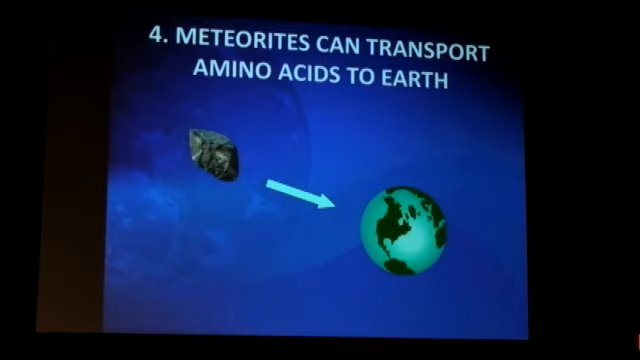 4. METEORITES CAN TRANSPORT
AMINO ACIDS TO EARTH